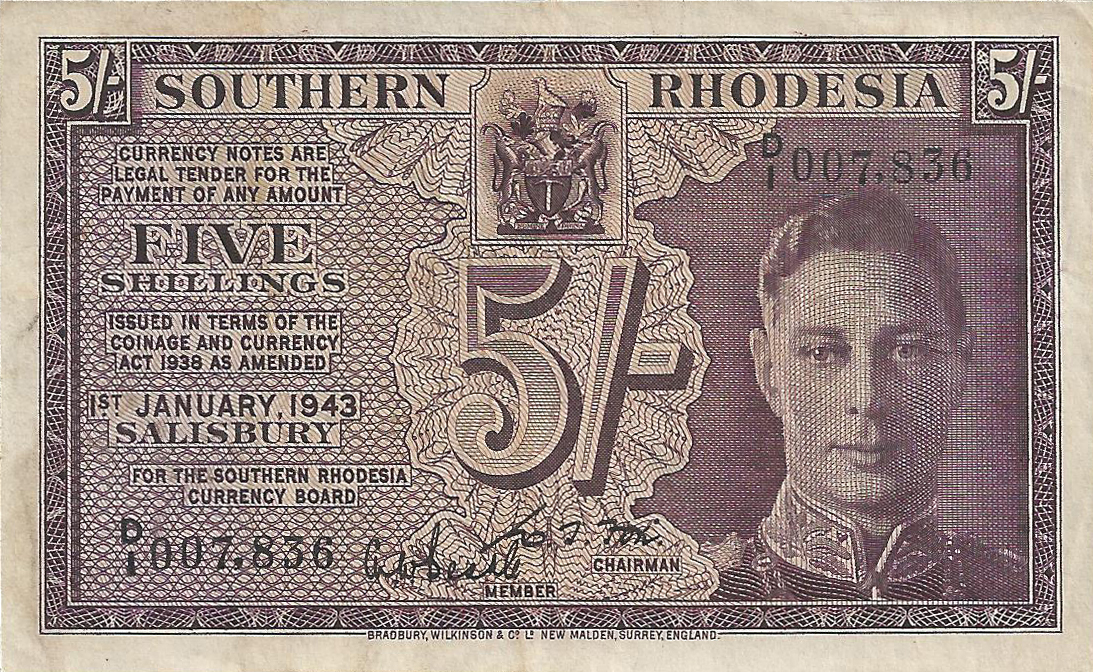 5/- SOUTHERN RHODESIA 5/-
D/1 007,836
CURRENCY NOTES ARE
LEGAL TENDER FOR THE
PAYMENT OF ANY AMOUNT
FIVE
SHILLINGS
5/-
ISSUED IN TERMS OF THE
COINAGE AND CURRENCY
ACT 1938 AS AMENDED
1ST JANUARY, 1943
SALISBURY
FOR THE SOUTHERN RHODESIA
CURRENCY BOARD
D/1 007,836
CHAIRMAN
MEMBER
BRADBURY, WILKINSON & Co. Ld. NEW MALDEN, SURREY, ENGLAND.